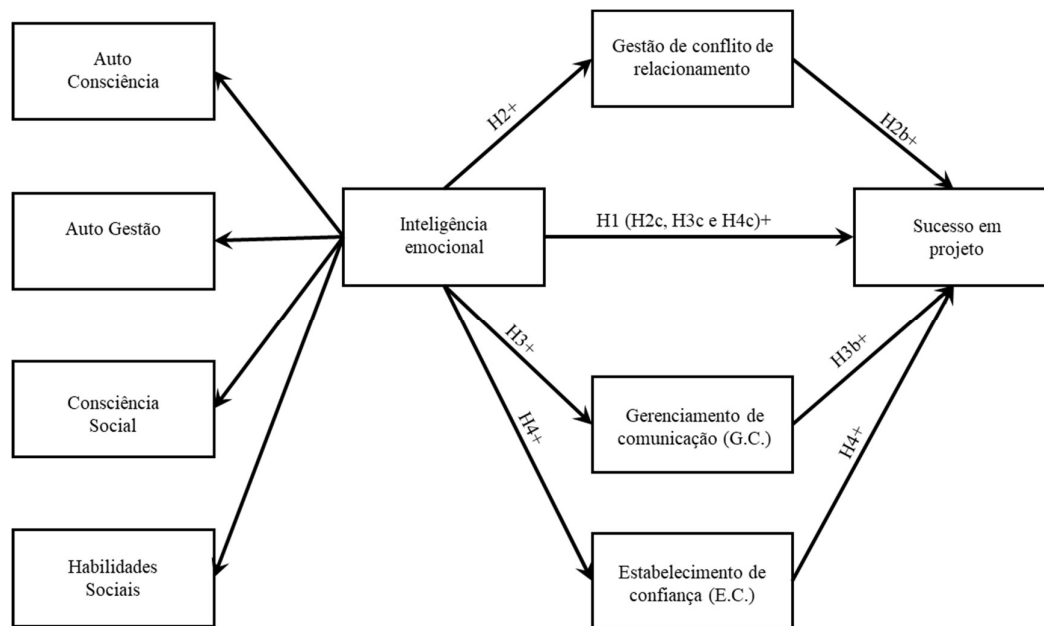 Auto
Consciência
Auto Gestão
Consciência
Social
Habilidades
Sociais
Inteligência
emocional
Gestão de conflito de
relacionamento
H2+
H2b+
H1 (H2c, H3c e H4c)+
Sucesso em
projeto
H3+
H3b+
Gerenciamento de
comunicação (G.C.)
H4+
H4+
Estabelecimento de
confiança (E.C.)